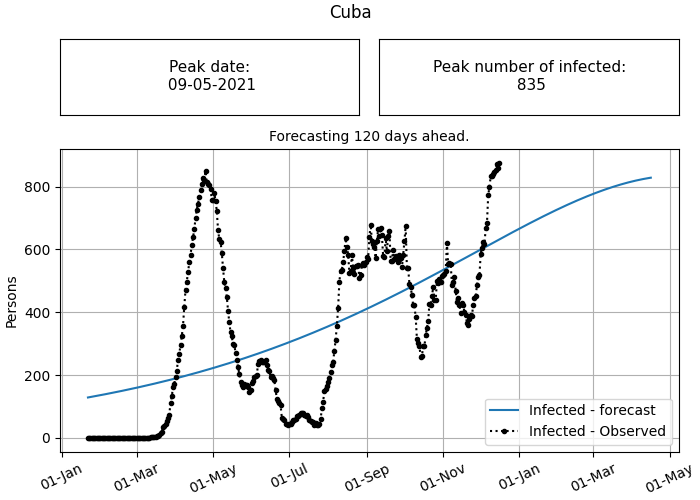 Cuba
Peak date:
09-05-2021
Peak number of infected:
835
Forecasting 120 days ahead.
800
600
400
200
0
Persons
Infected - forecast
Infected - Observed
01-Jan
01-Mar
01-May
01-Jul
01-Sep
01-Nov
01-Jan
01-Mar
01-May